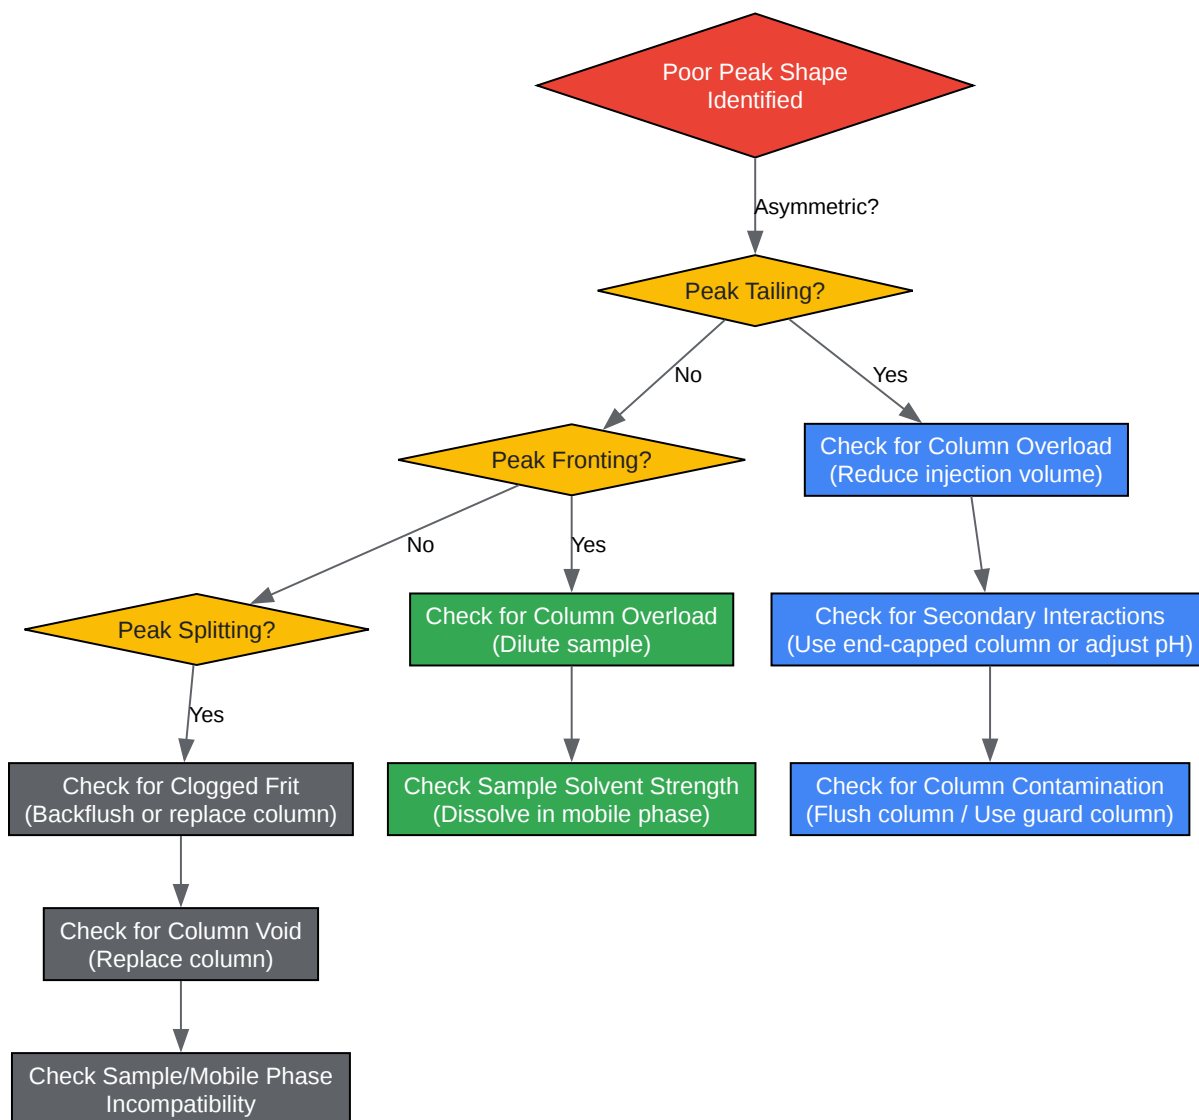 Poor Peak Shape
Identified
Asymmetric?
Peak Tailing?
No
Yes
Peak Fronting?
Check for Column Overload
(Reduce injection volume)
No
Yes
Peak Splitting?
Check for Column Overload
(Dilute sample)
Check for Secondary Interactions
(Use end-capped column or adjust pH)
Yes
Check for Clogged Frit
(Backflush or replace column)
Check Sample Solvent Strength
(Dissolve in mobile phase)
Check for Column Contamination
(Flush column / Use guard column)
Check for Column Void
(Replace column)
Check Sample/Mobile Phase
Incompatibility